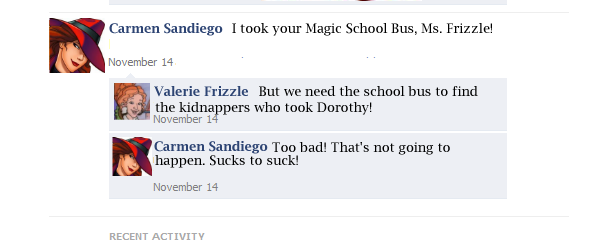 Carmen Sandiego I took your Magic School Bus, Ms. Frizzle!
November 14
Valerie Frizzle But we need the school bus to find
the kidnappers who took Dorothy!
November 14
Carmen Sandiego Too bad! That's not going to
happen. Sucks to suck!
November 14
RECENT ACTIVITY